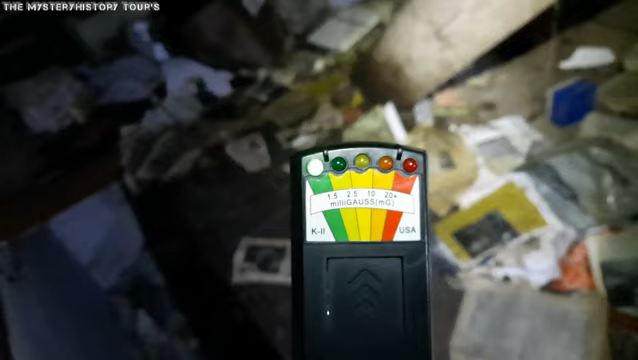 THE MYSTERYHISTORY TOUR'S
1.5 2.5 10 20+
milliGAUSS(mG)
K-II USA